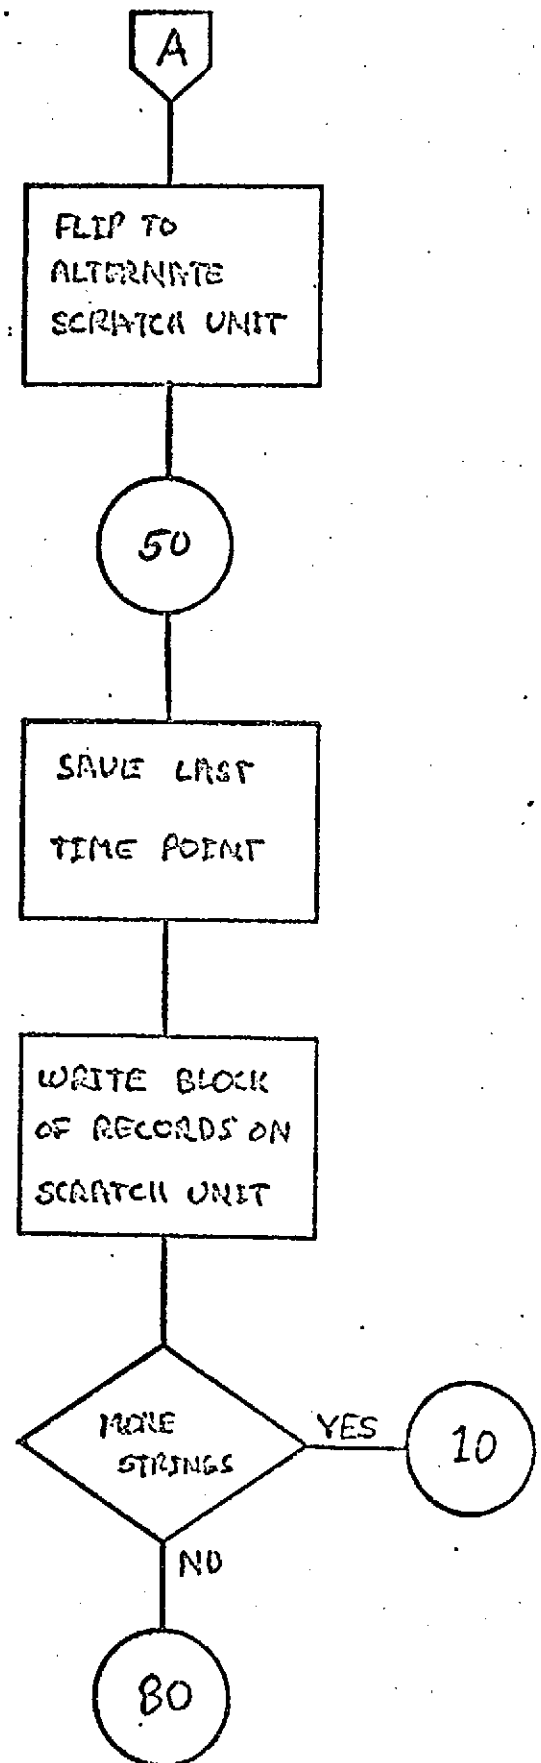 A
FLIP TO
ALTERNATE
SCRATCH UNIT
50
SAVE LAST
TIME POINT
WRITE BLOCK
OF RECORDS ON
SCRATCH UNIT
MORE
STRINGS
YES
10
NO
80